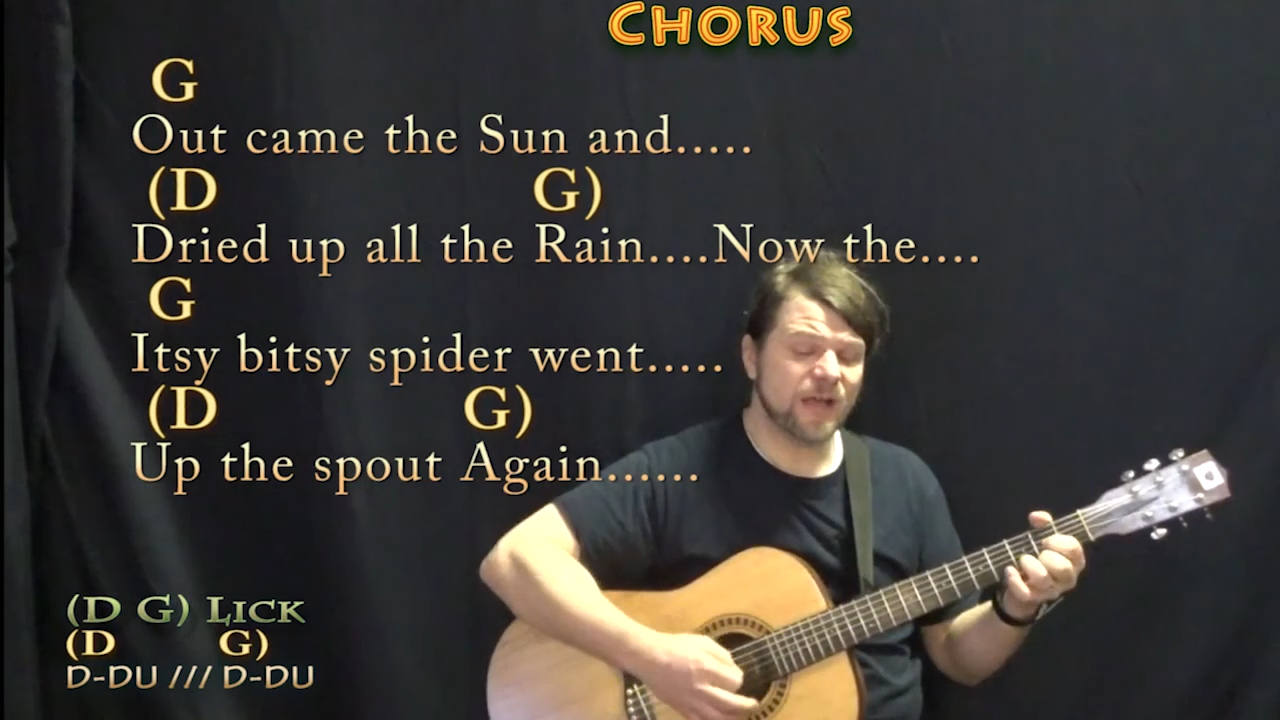 CHORUS
G
Out came the Sun and.....
(D G)
Dried up all the Rain....Now the....
G
Itsy bitsy spider went.....
(D G)
Up the spout Again......
(D G) LICK
(D G)
D-DU /// D-DU